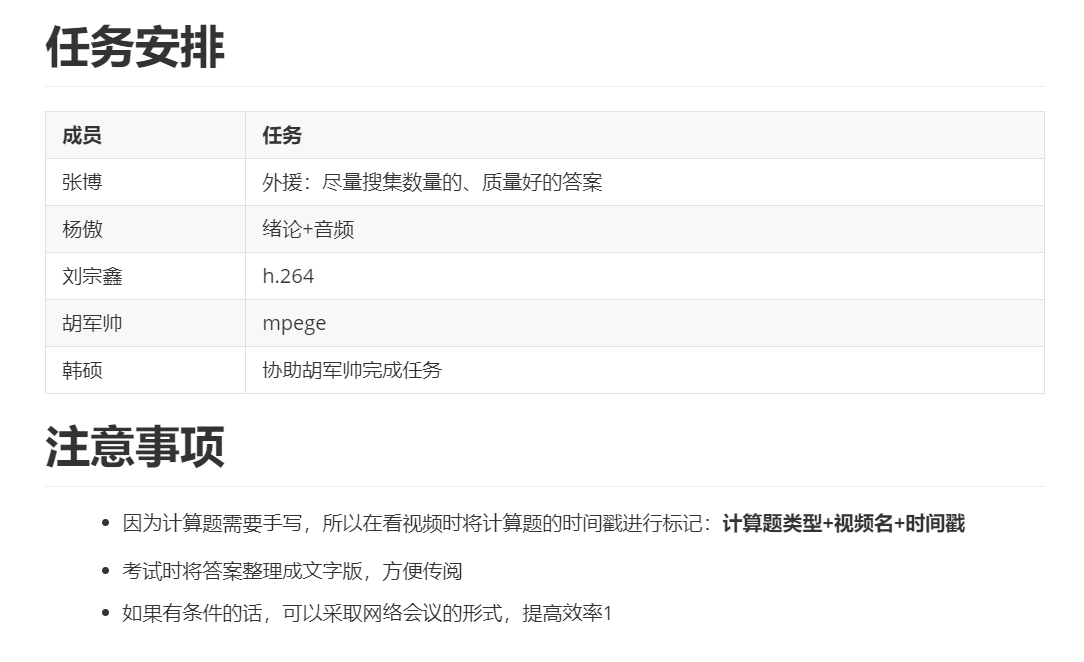 任务安排
成员 任务
张博 外援：尽量搜集数量的、质量好的答案
杨傲 绪论+音频
刘宗鑫 h.264
胡军帅 mpege
韩硕 协助胡军帅完成任务
注意事项
因为计算题需要手写，所以在看视频时将计算题的时间戳进行标记：计算题类型+视频名+时间戳
考试时将答案整理成文字版，方便传阅
如果有条件的话，可以采取网络会议的形式，提高效率1